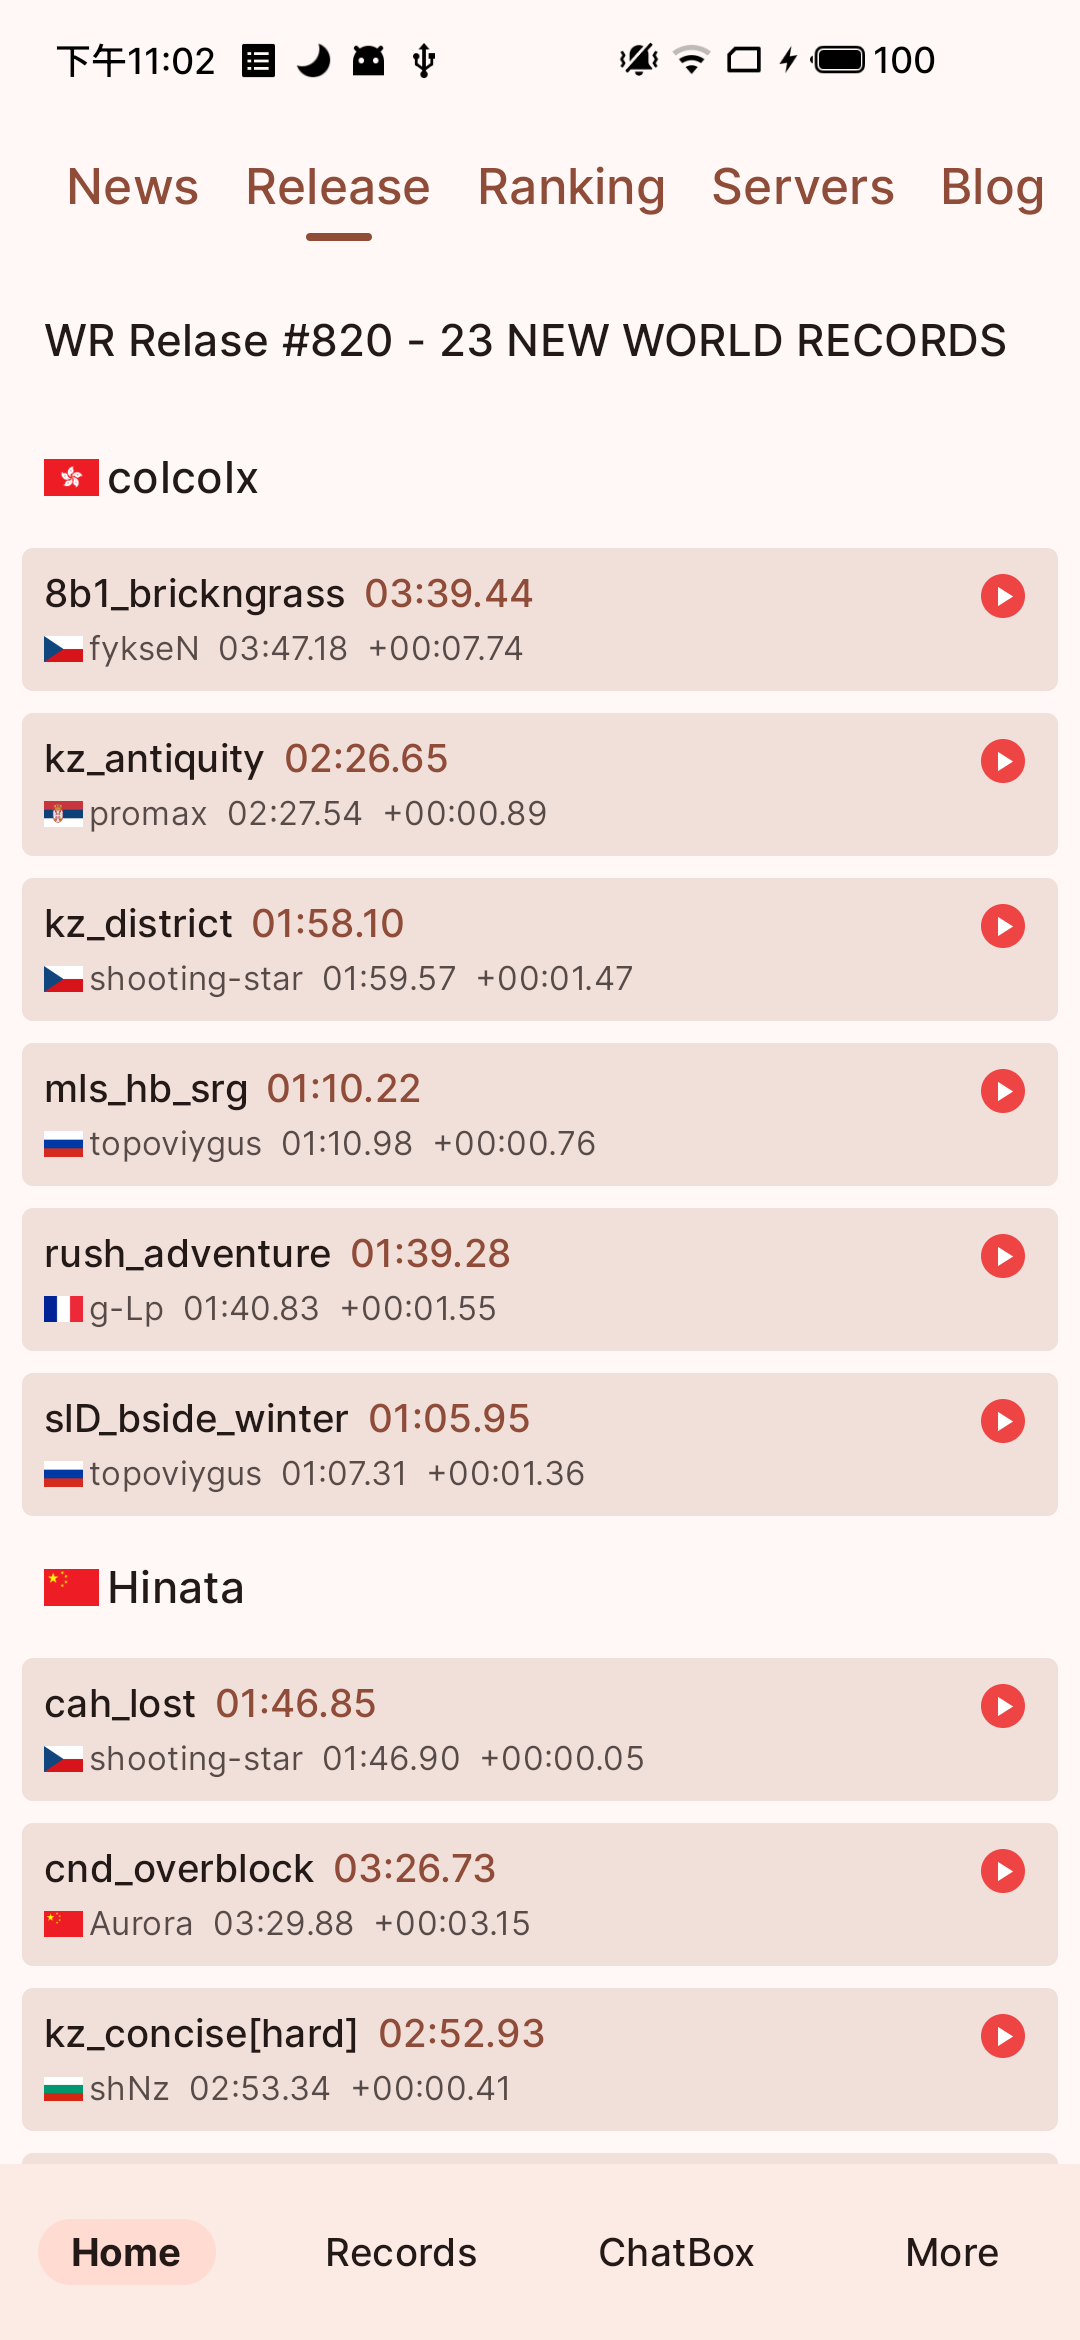 下午11:02 100
News Release Ranking Servers Blog
WR Relase #820 - 23 NEW WORLD RECORDS
colcolx
8b1_brickngrass 03:39.44
fykseN 03:47.18 +00:07.74
kz_antiquity 02:26.65
promax 02:27.54 +00:00.89
kz_district 01:58.10
shooting-star 01:59.57 +00:01.47
mls_hb_srg 01:10.22
topoviygus 01:10.98 +00:00.76
rush_adventure 01:39.28
g-Lp 01:40.83 +00:01.55
slD_bside_winter 01:05.95
topoviygus 01:07.31 +00:01.36
Hinata
cah_lost 01:46.85
shooting-star 01:46.90 +00:00.05
cnd_overblock 03:26.73
Aurora 03:29.88 +00:03.15
kz_concise[hard] 02:52.93
shNz 02:53.34 +00:00.41
Home Records ChatBox More